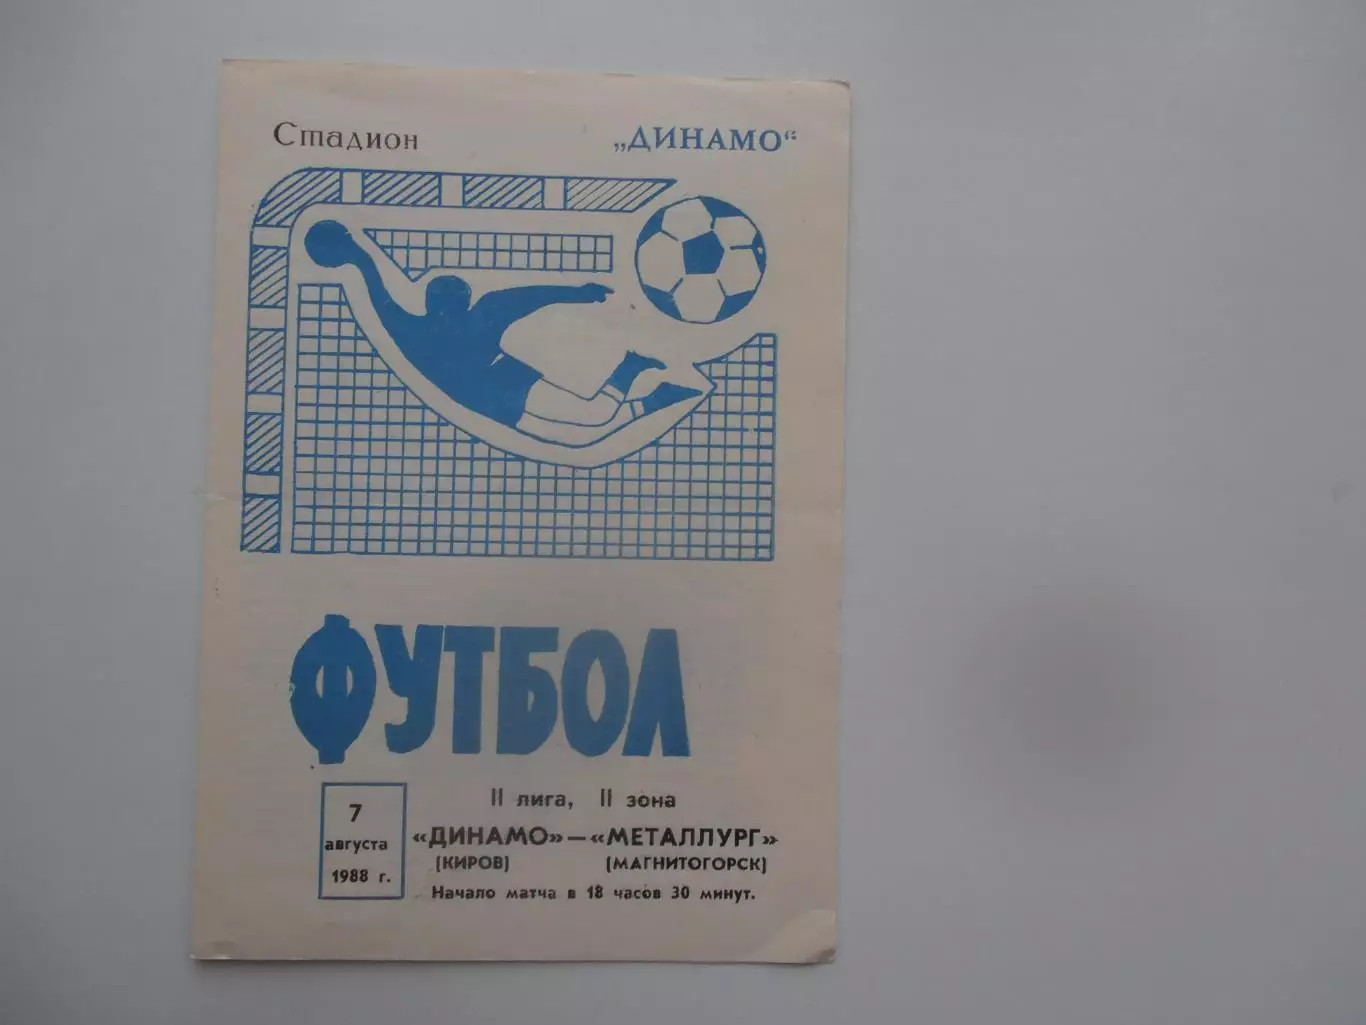 Стадион „ДИНАМО“
ФУТБОЛ
7
августа
1988 г.
II лига, II зона
«ДИНАМО» — «МЕТАЛЛУРГ»
(КИРОВ) (МАГНИТОГОРСК)
Начало матча в 18 часов 30 минут.